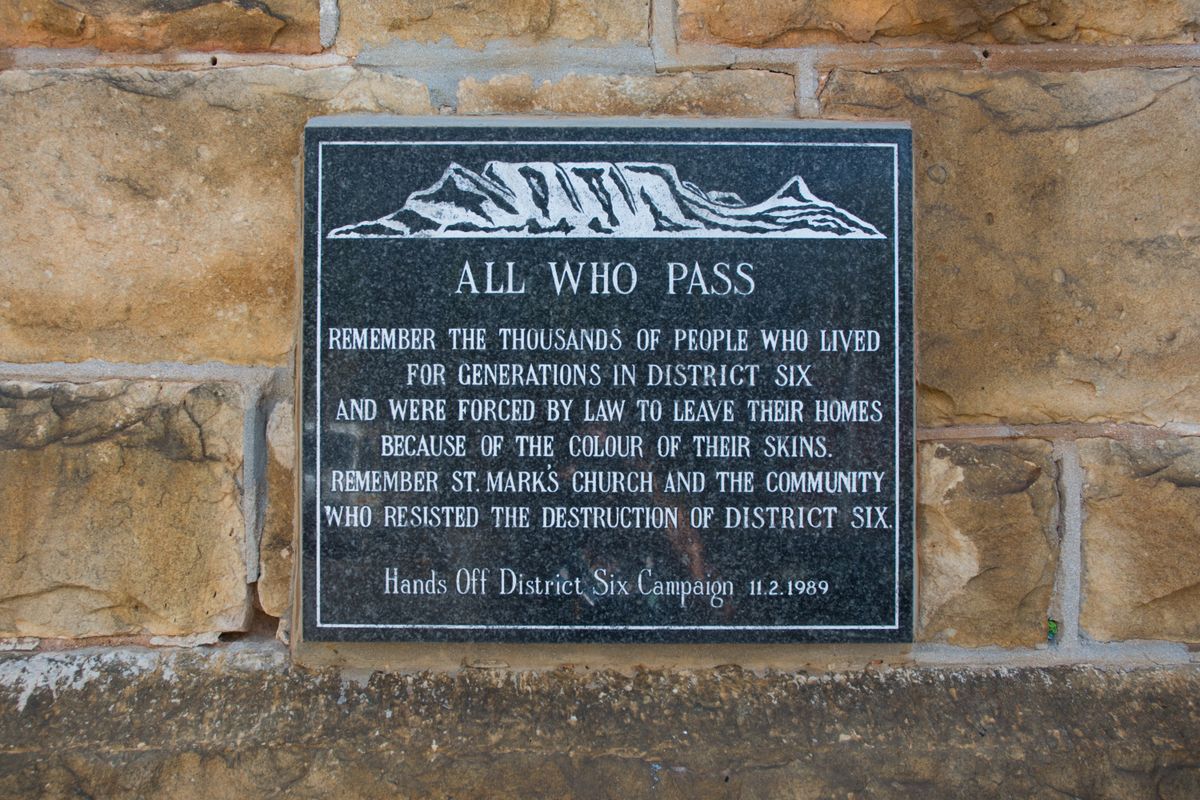 ALL WHO PASS
REMEMBER THE THOUSANDS OF PEOPLE WHO LIVED
FOR GENERATIONS IN DISTRICT SIX
AND WERE FORCED BY LAW TO LEAVE THEIR HOMES
BECAUSE OF THE COLOUR OF THEIR SKINS.
REMEMBER ST. MARK'S CHURCH AND THE COMMUNITY
WHO RESISTED THE DESTRUCTION OF DISTRICT SIX.
Hands Off District Six Campaign 11.2.1989